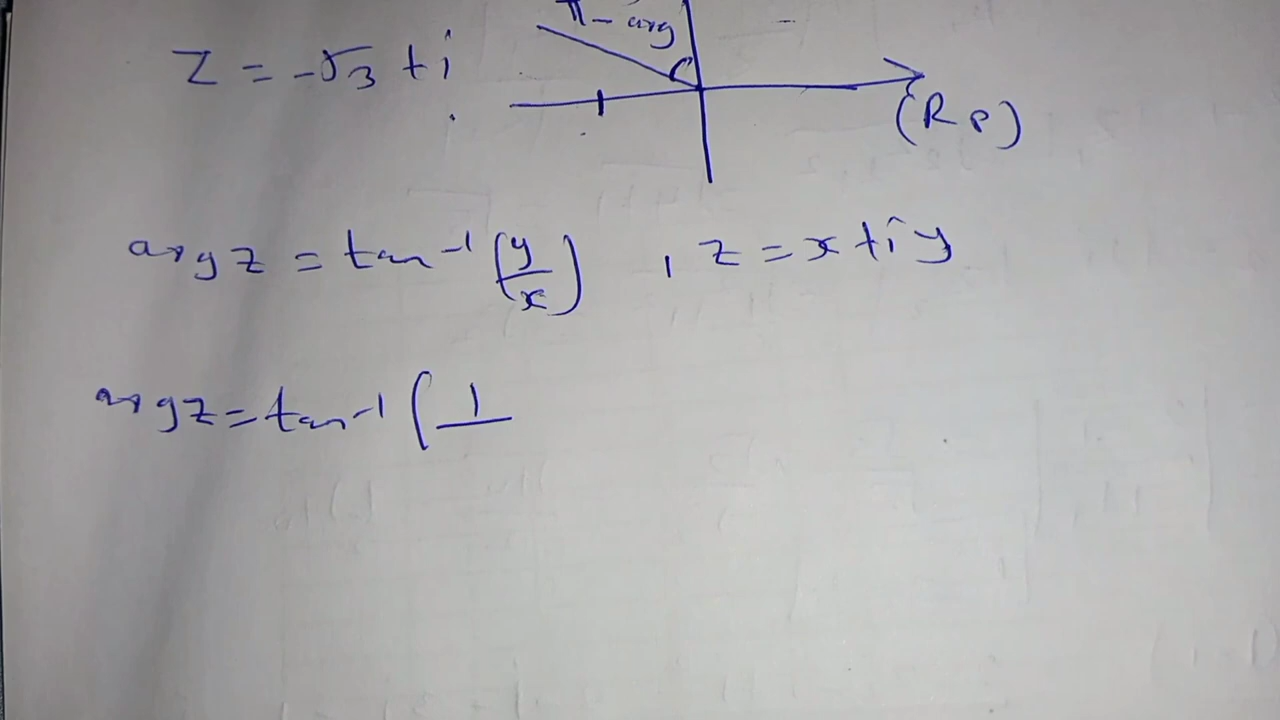 π - arg
z = -√3 + i
(Re)
arg z = tan⁻¹ (y/x) , z = x + iy
arg z = tan⁻¹ ( 1